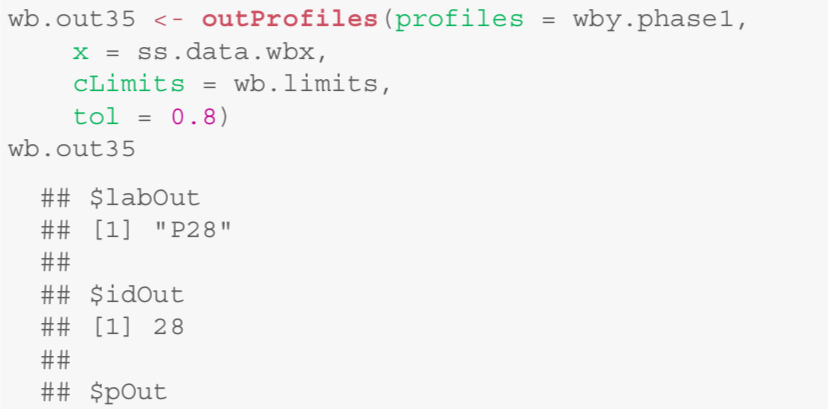 wb.out35 <- outProfiles(profiles = wby.phase1,
    x = ss.data.wbx,
    cLimits = wb.limits,
    tol = 0.8)
wb.out35
## $labOut
## [1] "P28"
##
## $idOut
## [1] 28
##
## $pOut